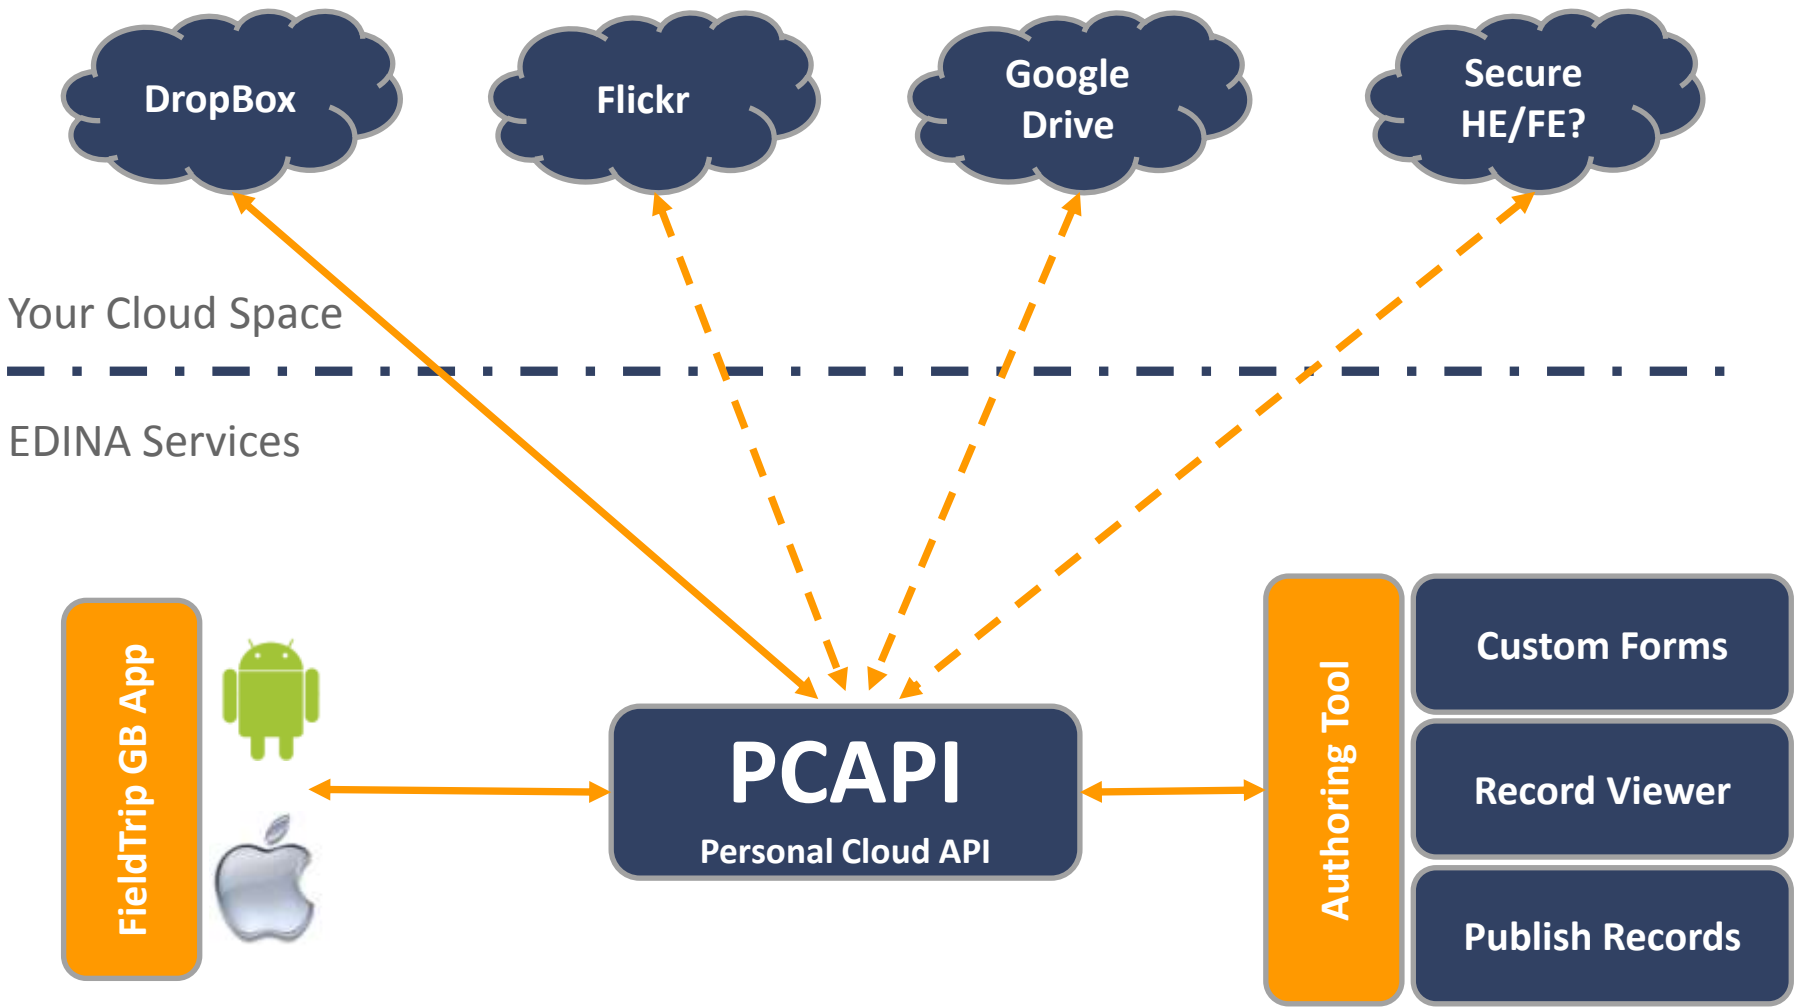 DropBox
Flickr
Google
Drive
Secure
HE/FE?
Your Cloud Space
EDINA Services
FieldTrip GB App
PCAPI
Personal Cloud API
Authoring Tool
Custom Forms
Record Viewer
Publish Records